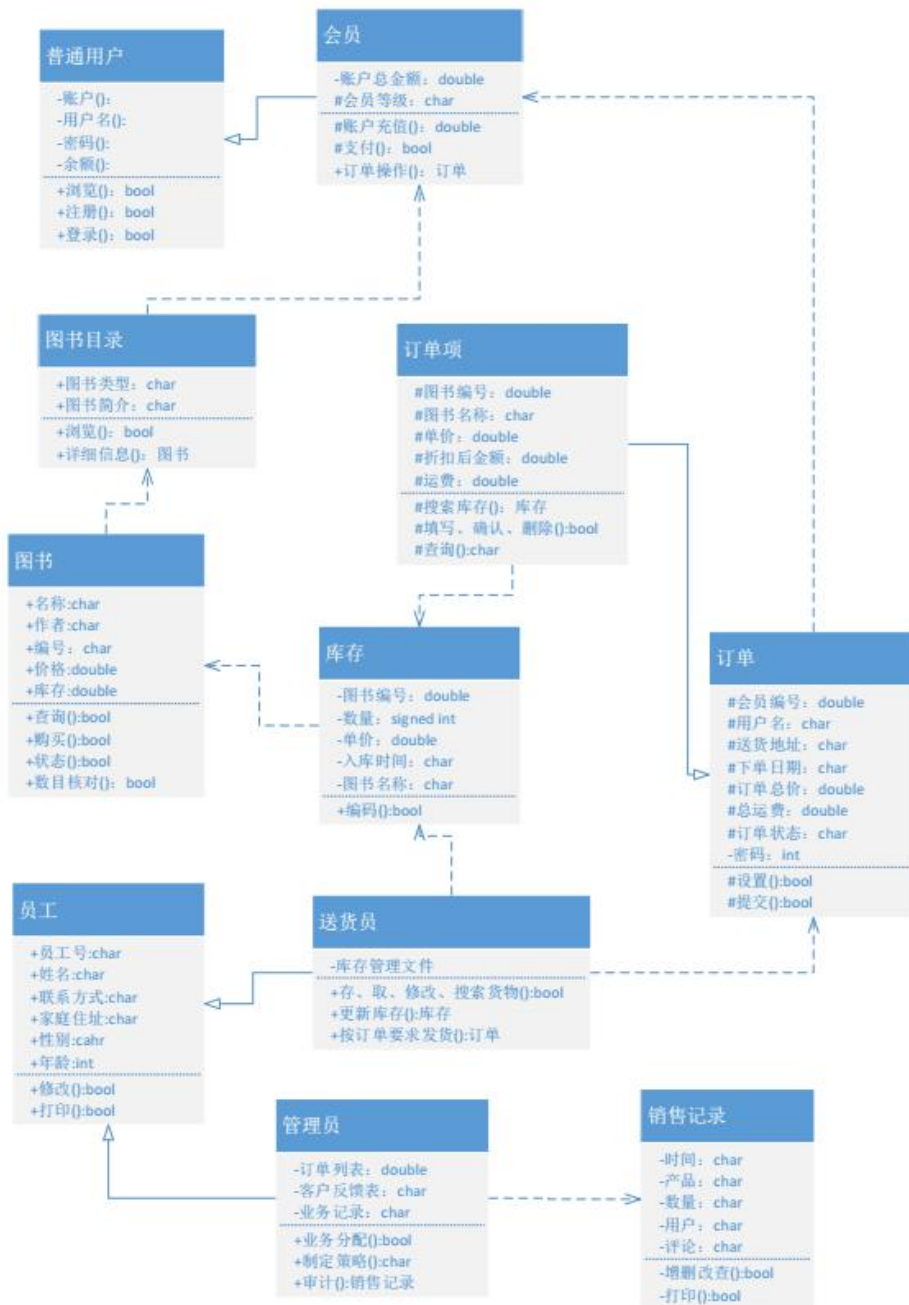 普通用户
-账户():
-用户名():
-密码():
-余额():
+浏览(): bool
+注册(): bool
+登录(): bool
会员
-账户总金额: double
#会员等级: char
#账户充值(): double
#支付(): bool
+订单操作(): 订单
图书目录
+图书类型: char
+图书简介: char
+浏览(): bool
+详细信息(): 图书
订单项
#图书编号: double
#图书名称: char
#单价: double
#折扣后金额: double
#运费: double
#搜索库存(): 库存
#填写、确认、删除():bool
#查询():char
图书
+名称:char
+作者:char
+编号: char
+价格:double
+库存:double
+查询():bool
+购买():bool
+状态():bool
+数目核对(): bool
库存
-图书编号: double
-数量: signed int
-单价: double
-入库时间: char
-图书名称: char
+编码():bool
订单
#会员编号: double
#用户名: char
#送货地址: char
#下单日期: char
#订单总价: double
#总运费: double
#订单状态: char
-密码: int
#设置():bool
#提交():bool
员工
+员工号:char
+姓名:char
+联系方式:char
+家庭住址:char
+性别:cahr
+年龄:int
+修改():bool
+打印():bool
送货员
-库存管理文件
+存、取、修改、搜索货物():bool
+更新库存():库存
+按订单要求发货():订单
管理员
-订单列表: double
-客户反馈表: char
-业务记录: char
+业务分配():bool
+制定策略():char
+审计():销售记录
销售记录
-时间: char
-产品: char
-数量: char
-用户: char
-评论: char
-增删改查():bool
-打印():bool